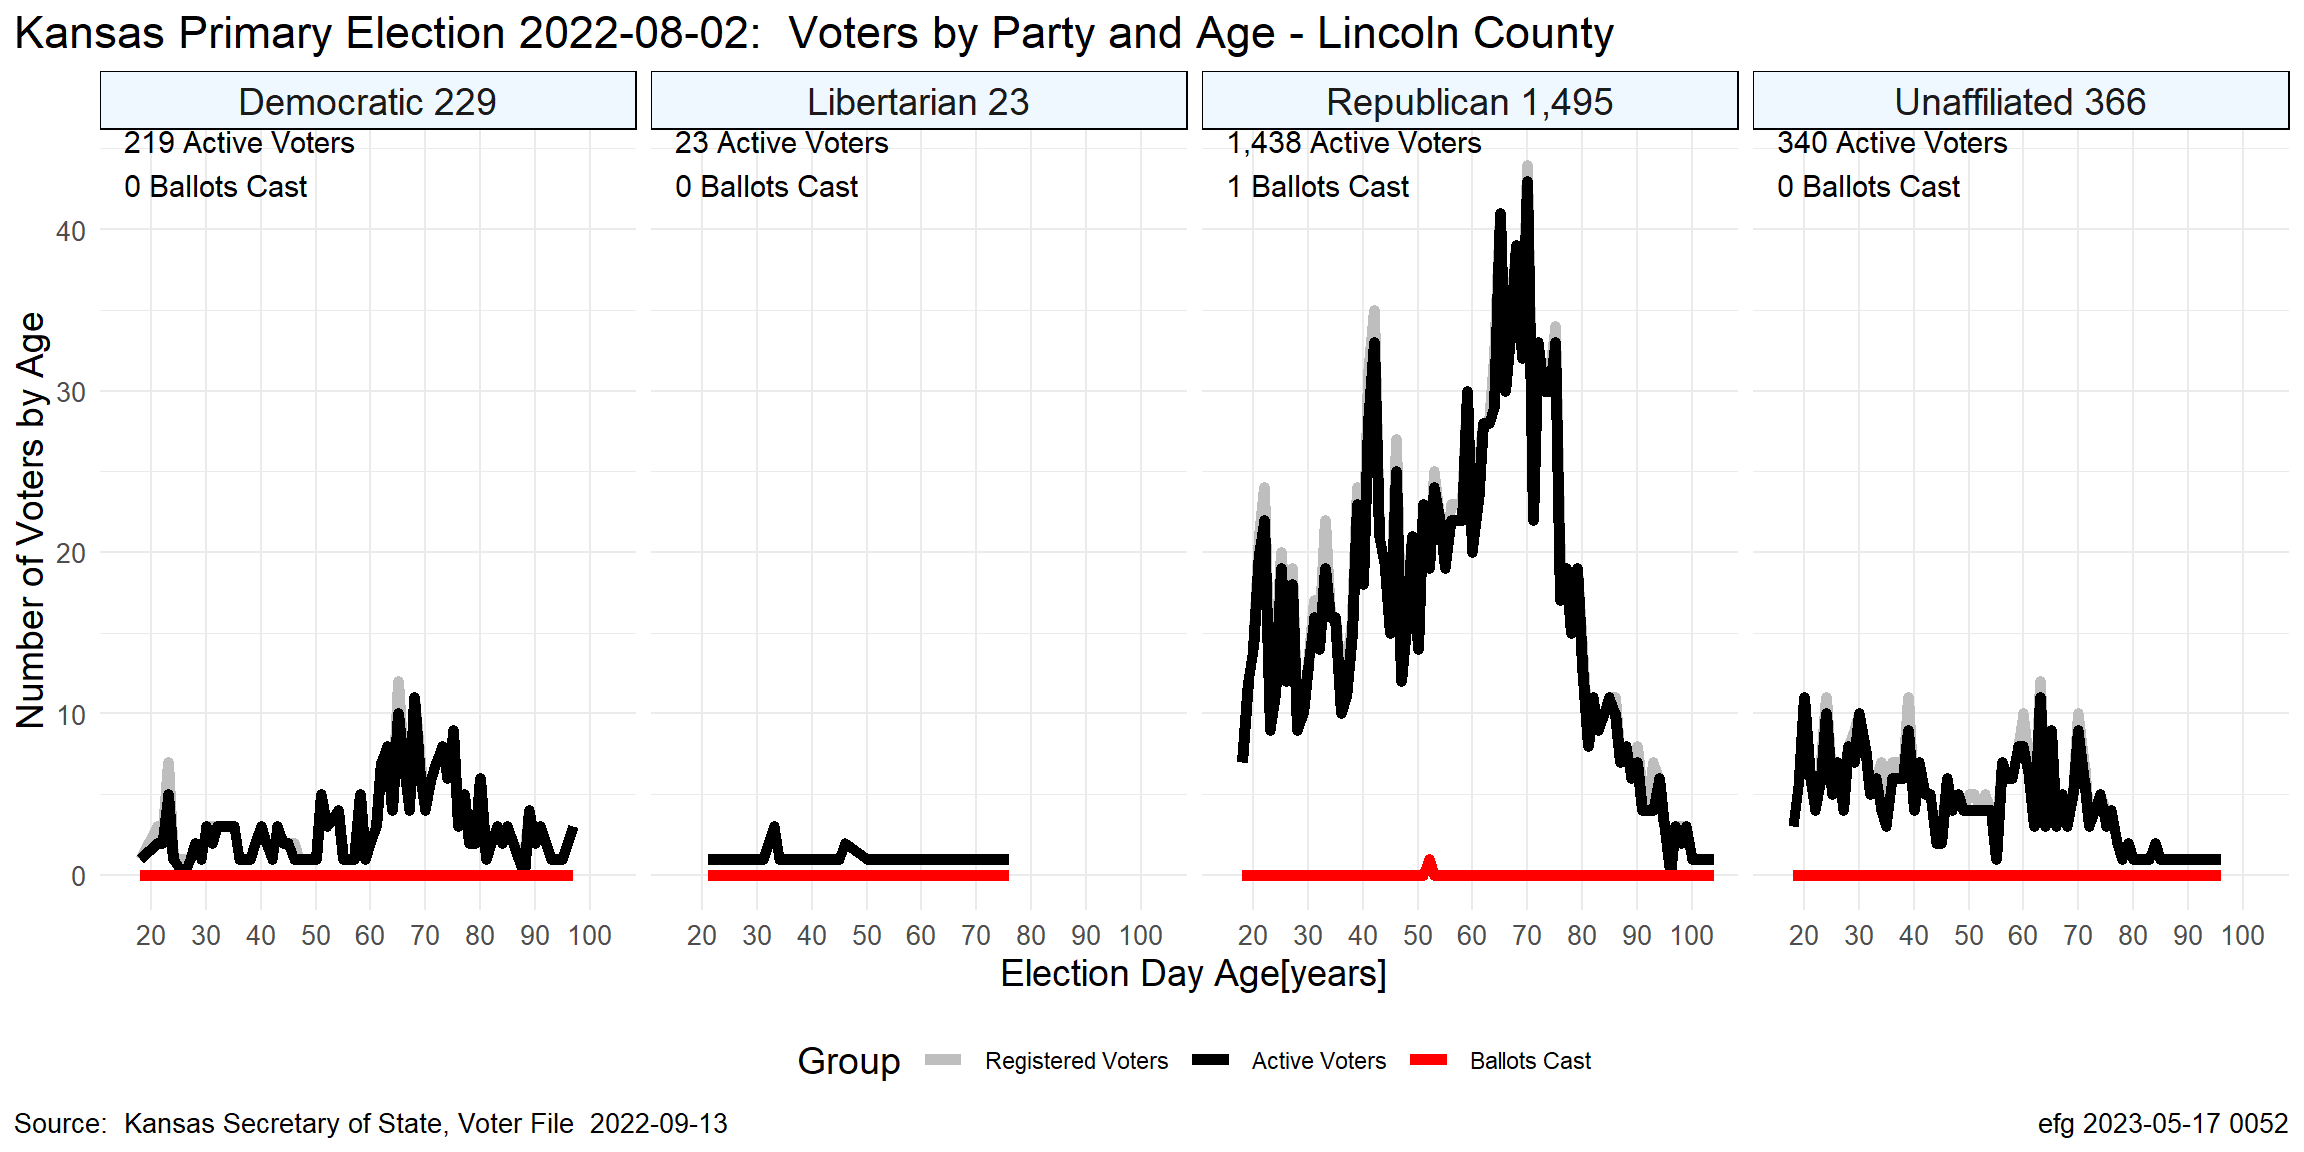 Kansas Primary Election 2022-08-02:  Voters by Party and Age - Lincoln County
Democratic 229
Libertarian 23
Republican 1,495
Unaffiliated 366
219 Active Voters
0 Ballots Cast
23 Active Voters
0 Ballots Cast
1,438 Active Voters
1 Ballots Cast
340 Active Voters
0 Ballots Cast
Number of Voters by Age
40
30
20
10
0
20 30 40 50 60 70 80 90 100
20 30 40 50 60 70 80 90 100
20 30 40 50 60 70 80 90 100
20 30 40 50 60 70 80 90 100
Election Day Age[years]
Group Registered Voters Active Voters Ballots Cast
Source:  Kansas Secretary of State, Voter File  2022-09-13
efg 2023-05-17 0052